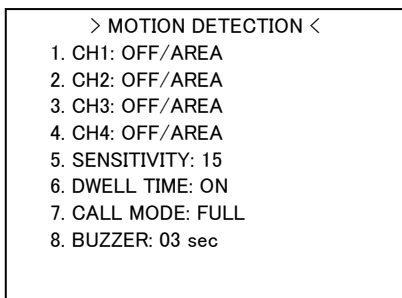 > MOTION DETECTION <
1. CH1: OFF/AREA
2. CH2: OFF/AREA
3. CH3: OFF/AREA
4. CH4: OFF/AREA
5. SENSITIVITY: 15
6. DWELL TIME: ON
7. CALL MODE: FULL
8. BUZZER: 03 sec